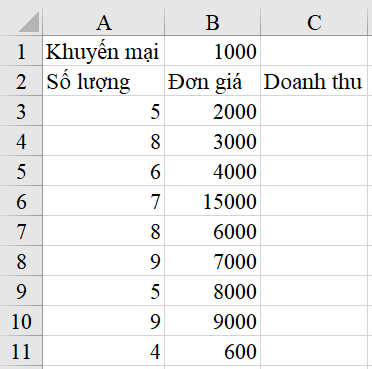 A B C
1 Khuyến mại 1000
2 Số lượng Đơn giá Doanh thu
3 5 2000
4 8 3000
5 6 4000
6 7 15000
7 8 6000
8 9 7000
9 5 8000
10 9 9000
11 4 600